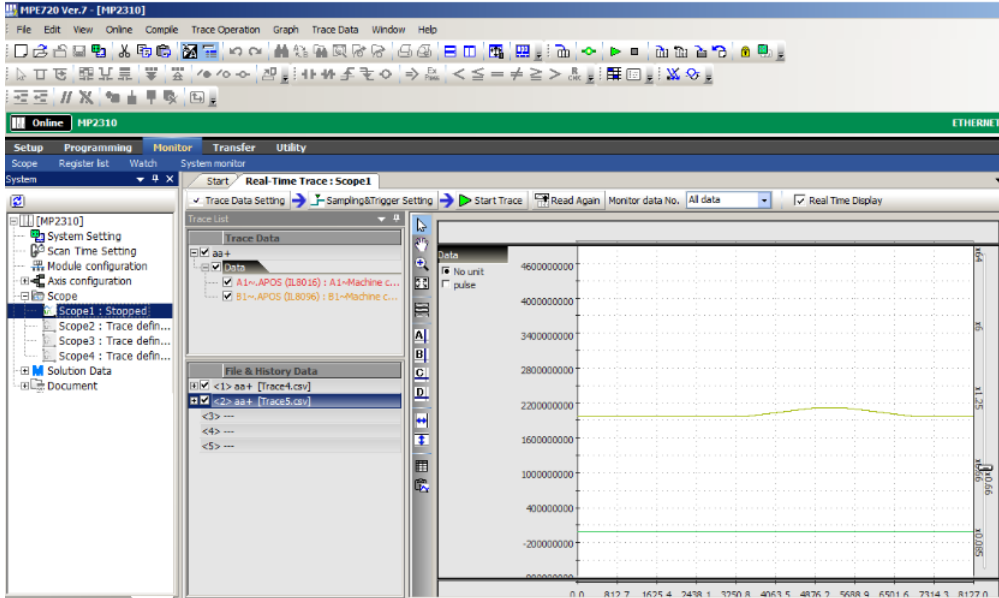 MPE720 Ver.7 - [MP2310]
File Edit View Online Compile Trace Operation Graph Trace Data Window Help
Online MP2310 ETHERNET
Setup Programming Monitor Transfer Utility
Scope Register list Watch System monitor
System
Start Real-Time Trace : Scope1
Trace Data Setting Sampling&Trigger Setting Start Trace Read Again Monitor data No. All data Real Time Display
[MP2310]
System Setting
Scan Time Setting
Module configuration
Axis configuration
Scope
Scope1 : Stopped
Scope2 : Trace defin...
Scope3 : Trace defin...
Scope4 : Trace defin...
Solution Data
Document
Trace List
Trace Data
aa+
Data
A1~.APOS (IL8016) : A1~Machine c...
B1~.APOS (IL8096) : B1~Machine c...
File & History Data
<1> aa+ [Trace4.csv]
<2> aa+ [Trace5.csv]
<3> ---
<4> ---
<5> ---
A
B
C
D
Data
No unit
pulse
4600000000
4000000000
3400000000
2800000000
2200000000
1600000000
1000000000
400000000
-200000000
x64
x1.25
x0.66
x0.085
0.0 812.7 1625.4 2438.1 3250.8 4063.5 4876.2 5688.9 6501.6 7314.3 8127.0